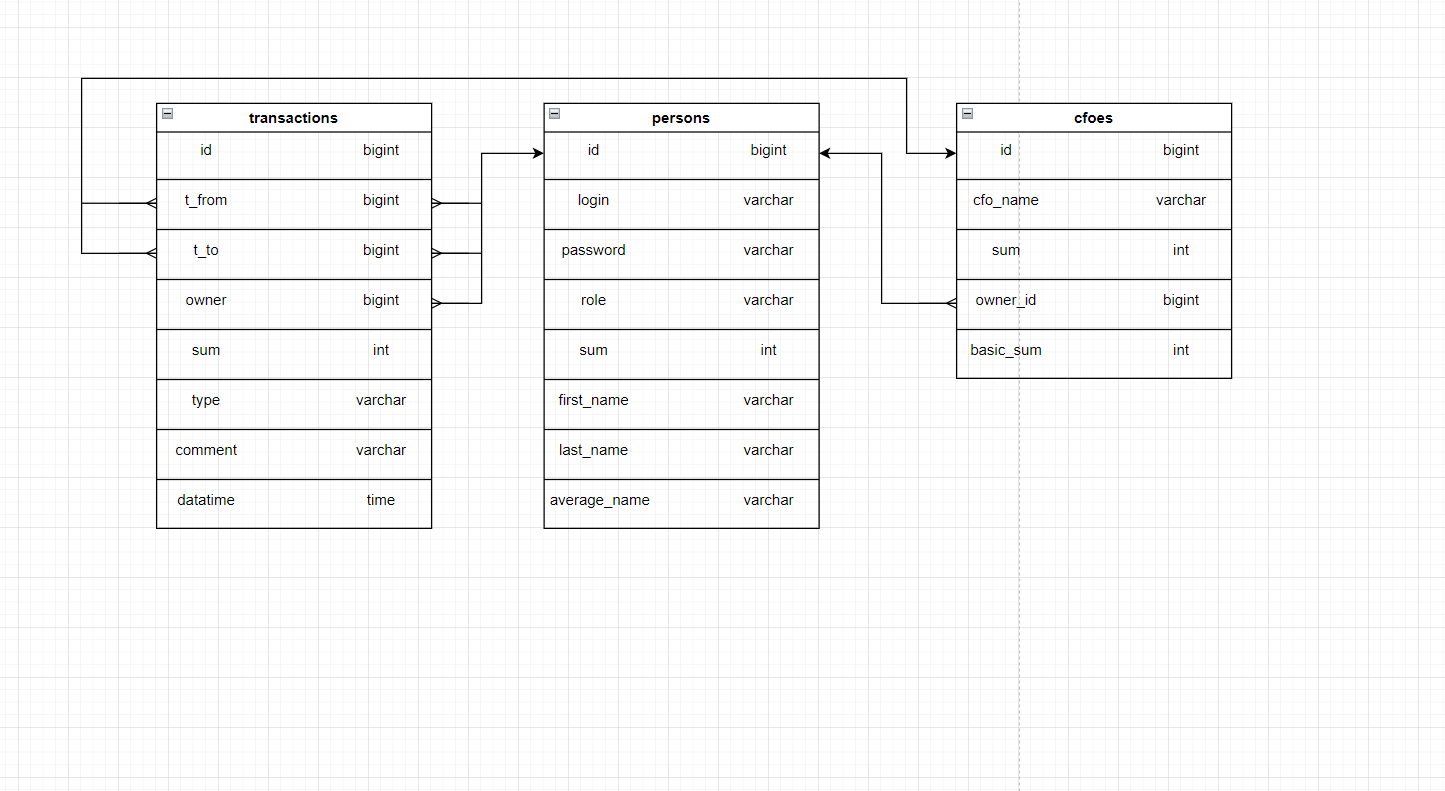 transactions
id bigint
t_from bigint
t_to bigint
owner bigint
sum int
type varchar
comment varchar
datatime time
persons
id bigint
login varchar
password varchar
role varchar
sum int
first_name varchar
last_name varchar
average_name varchar
cfoes
id bigint
cfo_name varchar
sum int
owner_id bigint
basic_sum int